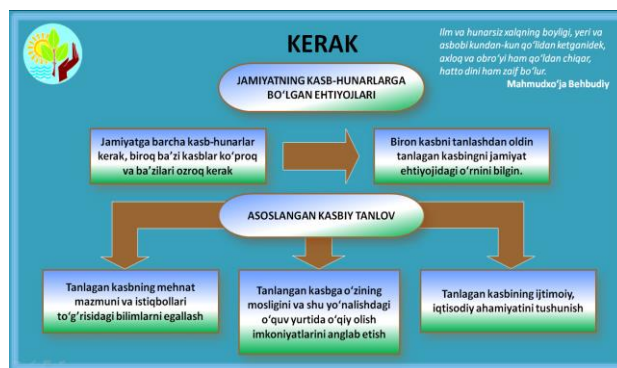 KERAK
Ilm va hunarsiz xalqning boyligi, yeri va
asbobi kundan-kun qo‘lidan ketganidek,
axloq va obro‘yi ham qo‘ldan chiqar,
hatto dini ham zaif bo‘lur.
Mahmudxo‘ja Behbudiy
JAMIYATNING KASB-HUNARLARGA
BO‘LGAN EHTIYOJLARI
Jamiyatga barcha kasb-hunarlar
kerak, biroq ba’zi kasblar ko‘proq
va ba’zilari ozroq kerak
Biron kasbni tanlashdan oldin
tanlagan kasbingni jamiyat
ehtiyojidagi o‘rnini bilgin.
ASOSLANGAN KASBIY TANLOV
Tanlagan kasbning mehnat
mazmuni va istiqbollari
to‘g‘risidagi bilimlarni egallash
Tanlangan kasbga o‘zining
mosligini va shu yo‘nalishdagi
o‘quv yurtida o‘qiy olish
imkoniyatlarini anglab etish
Tanlagan kasbining ijtimoiy,
iqtisodiy ahamiyatini tushunish